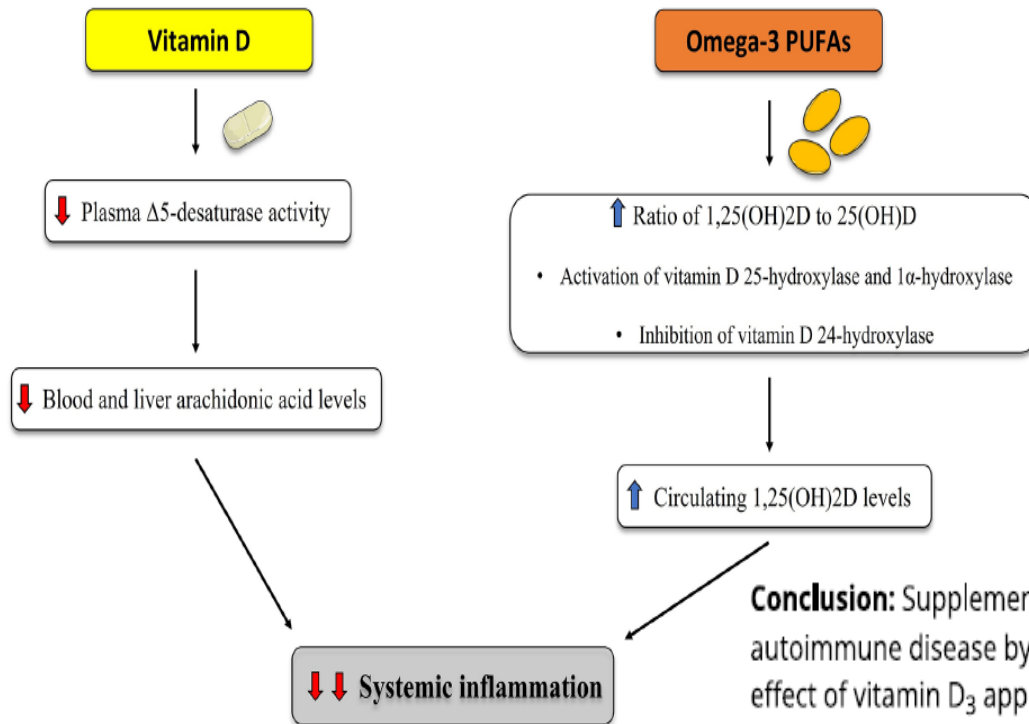 Vitamin D
Omega-3 PUFAs
Plasma Δ5-desaturase activity
Ratio of 1,25(OH)2D to 25(OH)D
• Activation of vitamin D 25-hydroxylase and 1α-hydroxylase
• Inhibition of vitamin D 24-hydroxylase
Blood and liver arachidonic acid levels
Circulating 1,25(OH)2D levels
Systemic inflammation
Conclusion: Supplemen
autoimmune disease by
effect of vitamin D₃ app